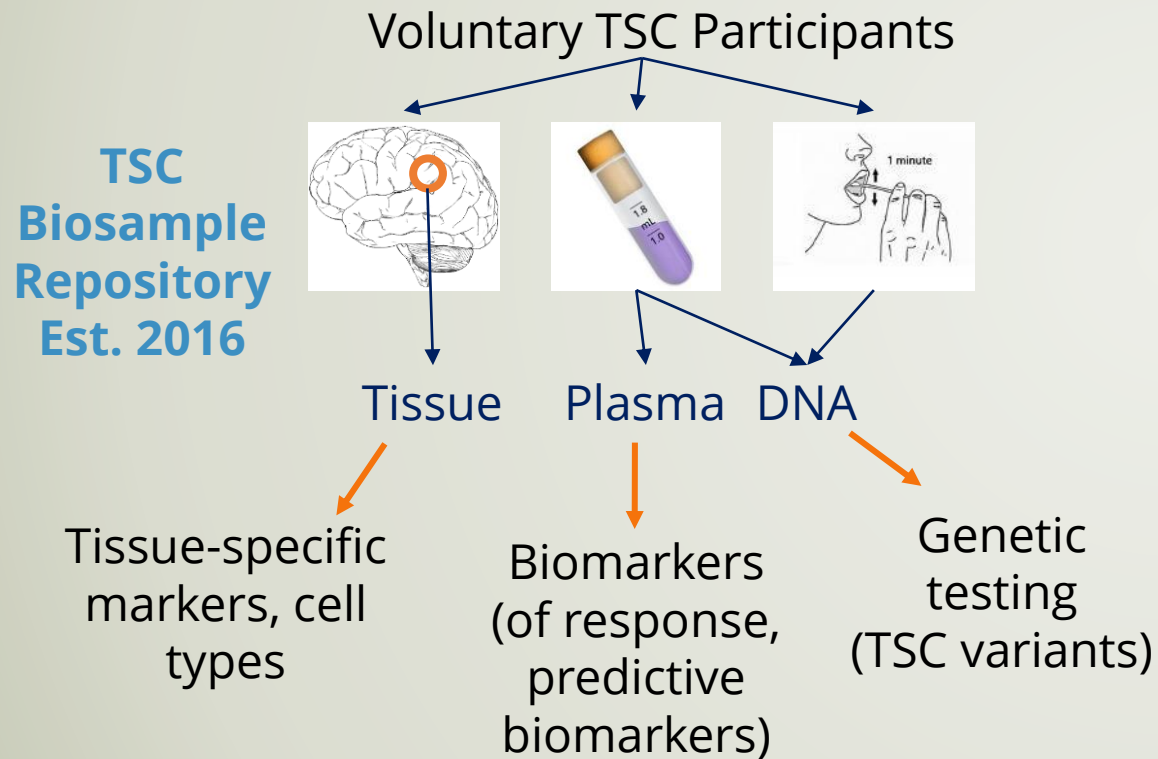 Voluntary TSC Participants
TSC
Biosample
Repository
Est. 2016
1.8
mL
1.0
1 minute
Tissue
Plasma
DNA
Tissue-specific
markers, cell
types
Biomarkers
(of response,
predictive
biomarkers)
Genetic
testing
(TSC variants)